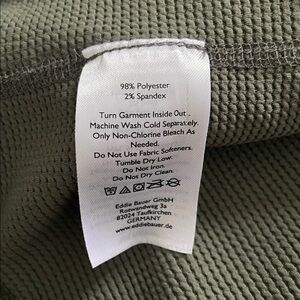 98% Polyester
2% Spandex
Turn Garment Inside Out.
Machine Wash Cold Separately.
Only Non-Chlorine Bleach As
Needed.
Do Not Use Fabric Softeners.
Tumble Dry Low.
Do Not Iron.
Do Not Dry Clean.
Eddie Bauer GmbH
Rotwandweg 3a
82024 Taufkirchen
GERMANY
www.eddiebauer.de